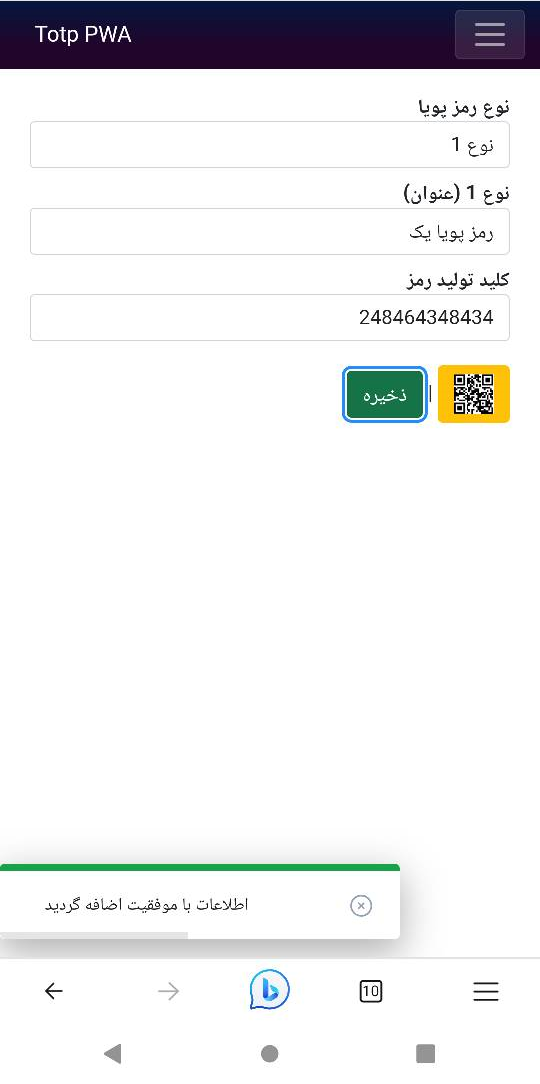 Totp PWA
نوع رمز پویا
نوع 1
نوع 1 (عنوان)
رمز پویا یک
کلید تولید رمز
248464348434
| ذخیره
اطلاعات با موفقیت اضافه گردید
10